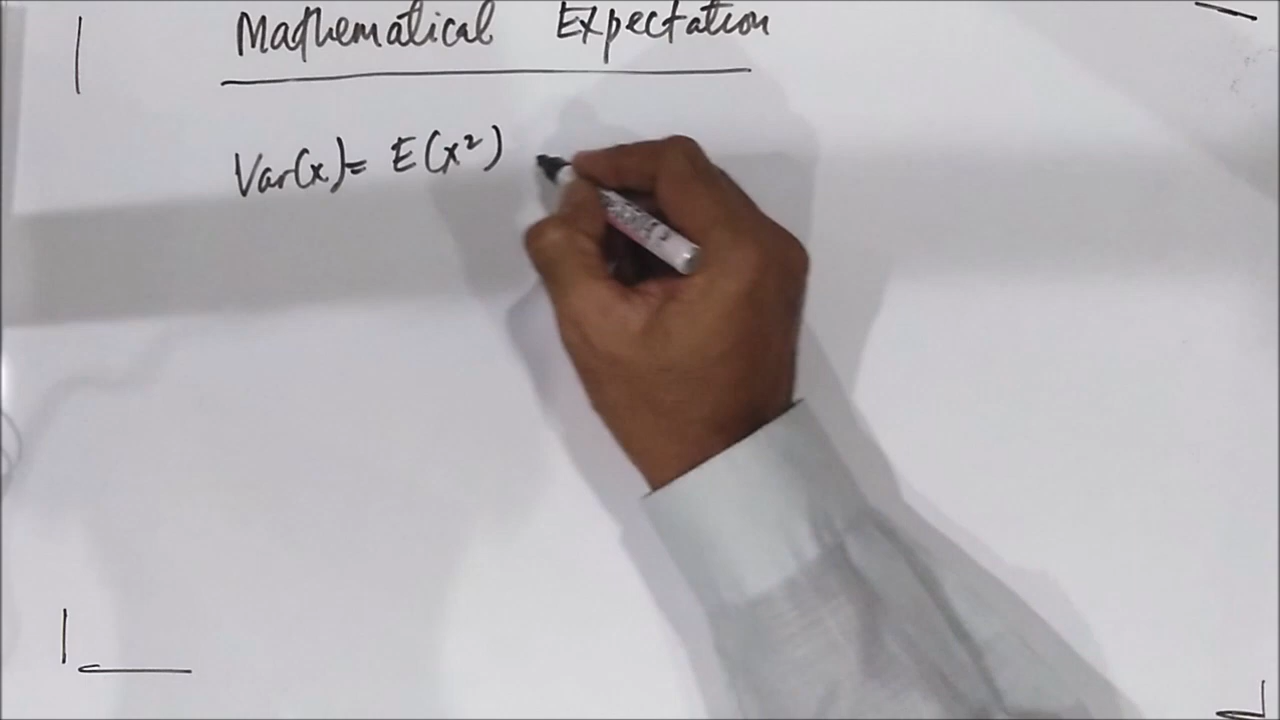 Mathematical Expectation
Var(x)= E(x²)